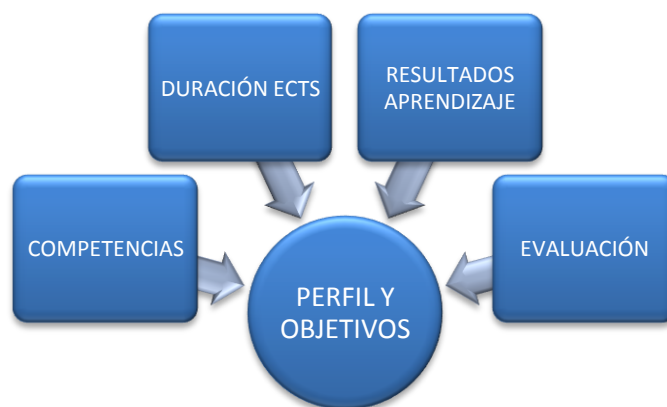 DURACIÓN ECTS
RESULTADOS
APRENDIZAJE
COMPETENCIAS
EVALUACIÓN
PERFIL Y
OBJETIVOS